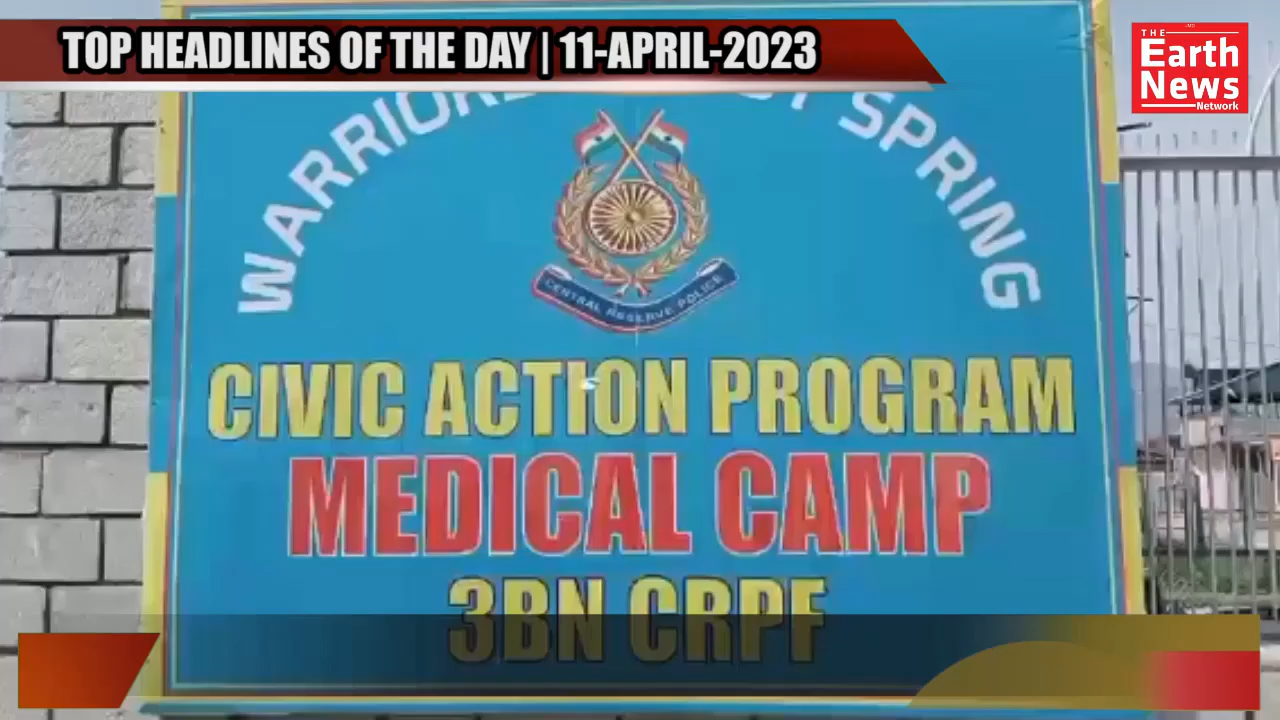 TOP HEADLINES OF THE DAY | 11-APRIL-2023
THE
Earth
News
Network
SPRING
CENTRAL RESERVE POLICE
CIVIC ACTION PROGRAM
MEDICAL CAMP
3BN CRPF